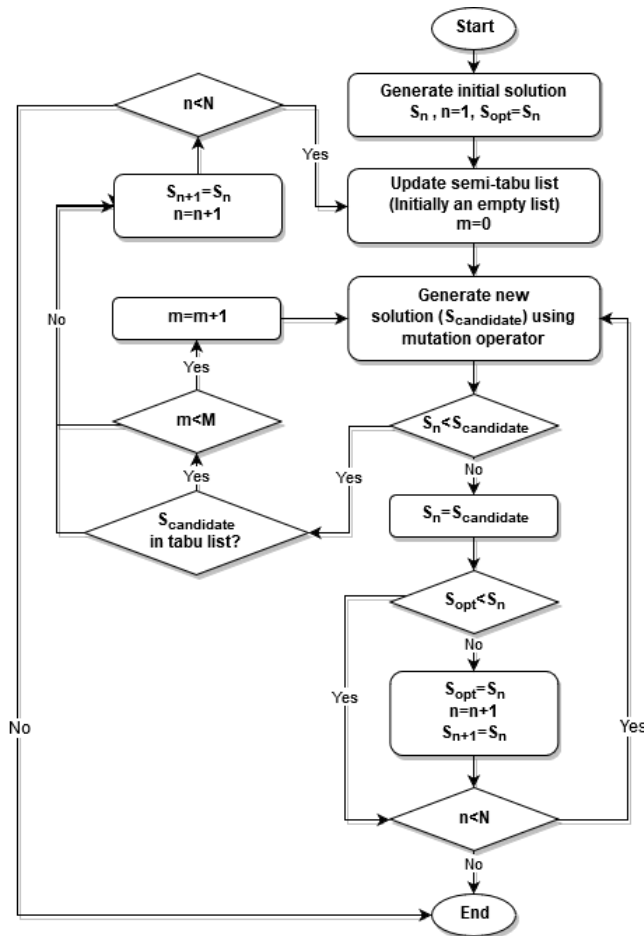 Start
Generate initial solution
Sn , n=1, Sopt=Sn
n<N
Yes
Update semi-tabu list
(Initially an empty list)
m=0
Sn+1=Sn
n=n+1
Generate new
solution (Scandidate) using
mutation operator
m=m+1
No
Yes
m<M
Sn<Scandidate
No
Yes
Yes
Scandidate
in tabu list?
Sn=Scandidate
Sopt<Sn
No
Yes
Sopt=Sn
n=n+1
Sn+1=Sn
No
Yes
n<N
No
End